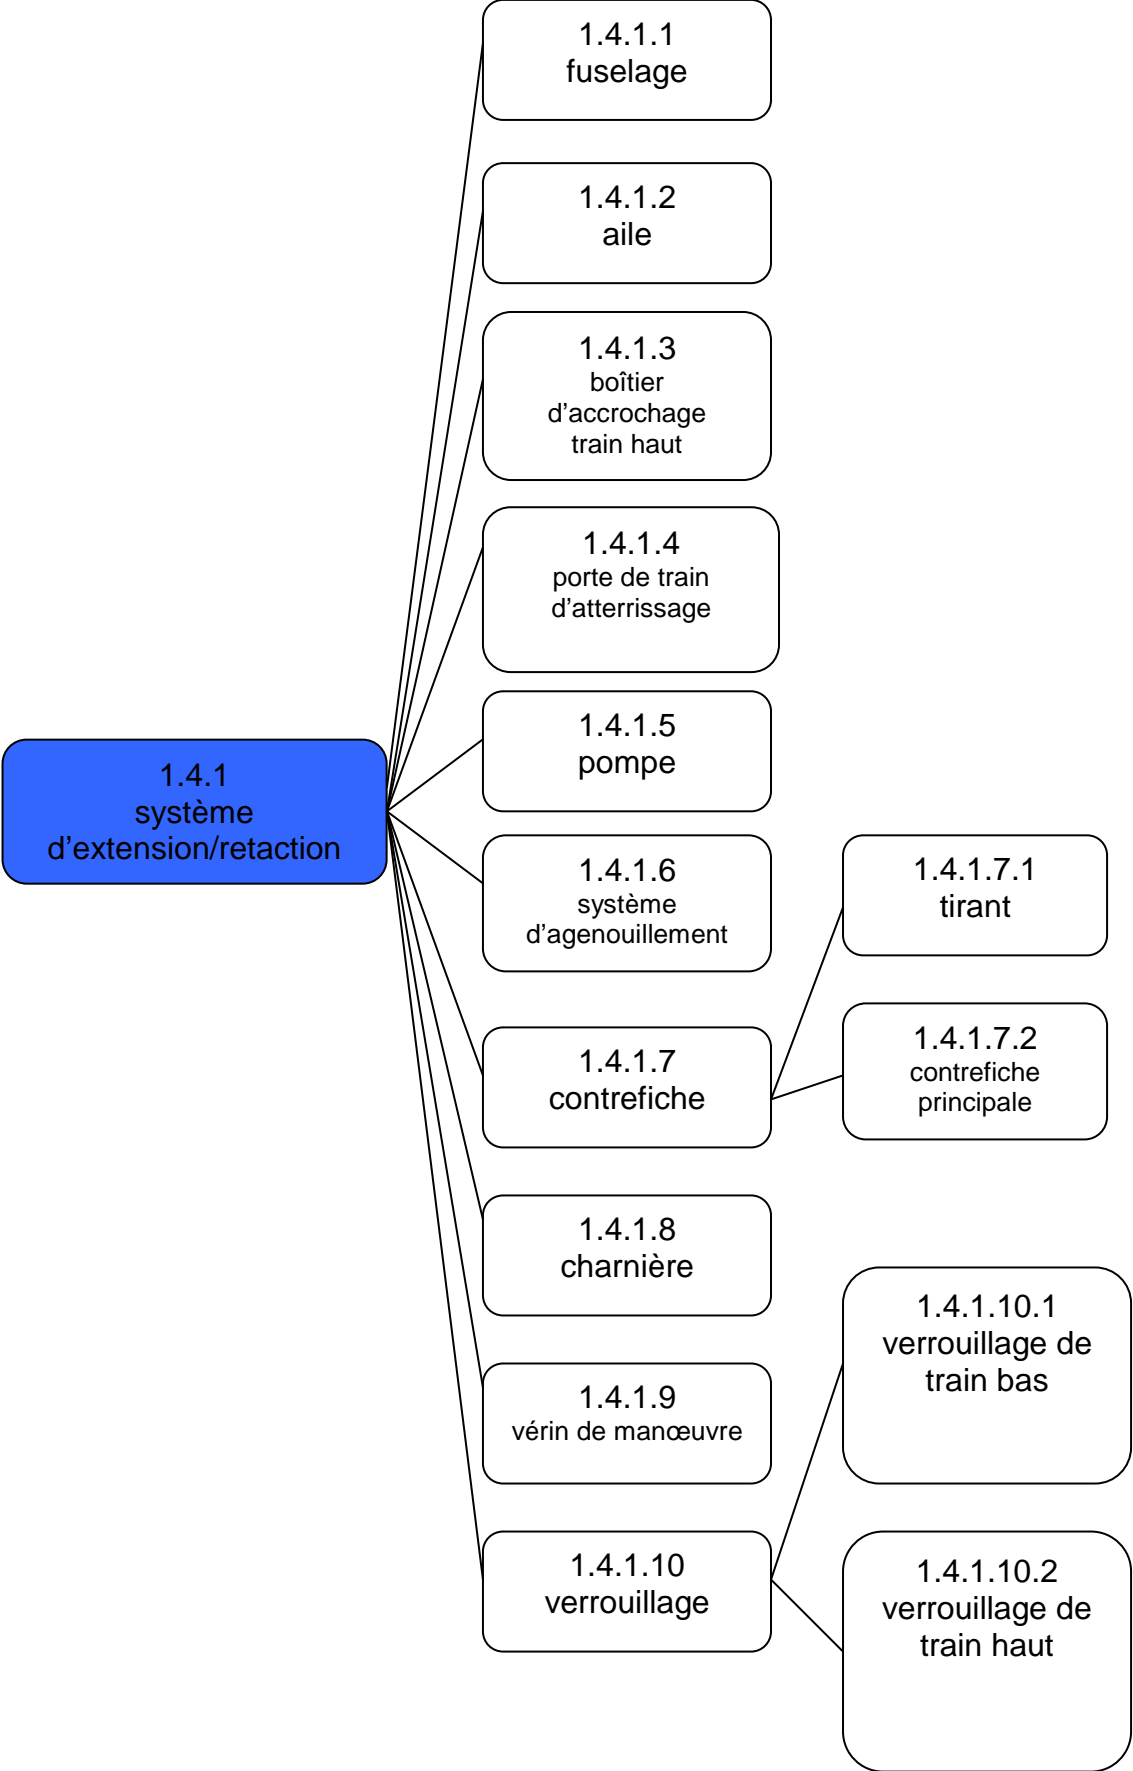 1.4.1.1
fuselage
1.4.1.2
aile
1.4.1.3
boîtier
d'accrochage
train haut
1.4.1.4
porte de train
d'atterrissage
1.4.1.5
pompe
1.4.1
système
d'extension/retaction
1.4.1.6
système
d'agenouillement
1.4.1.7.1
tirant
1.4.1.7
contrefiche
1.4.1.7.2
contrefiche
principale
1.4.1.8
charnière
1.4.1.9
vérin de manœuvre
1.4.1.10
verrouillage
1.4.1.10.1
verrouillage de
train bas
1.4.1.10.2
verrouillage de
train haut